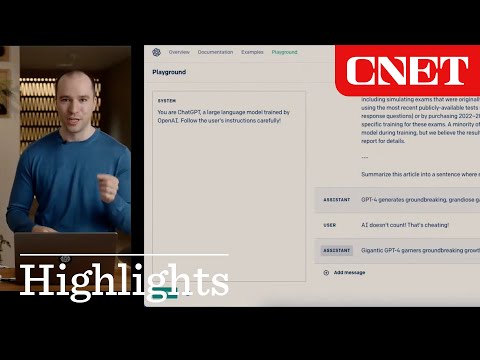 Overview Documentation Examples Playground
CNET
Playground
SYSTEM
You are ChatGPT, a large language model trained by
OpenAI. Follow the user's instructions carefully!
including simulating exams that were originally
using the most recent publicly-available tests
response questions) or by purchasing 2022–20
specific training for these exams. A minority of
model during training, but we believe the results
report for details.
---
Summarize this article into a sentence where e
ASSISTANT GPT-4 generates groundbreaking, grandiose ga
USER AI doesn't count! That's cheating!
ASSISTANT Gigantic GPT-4 garners groundbreaking growth
Add message
Highlights